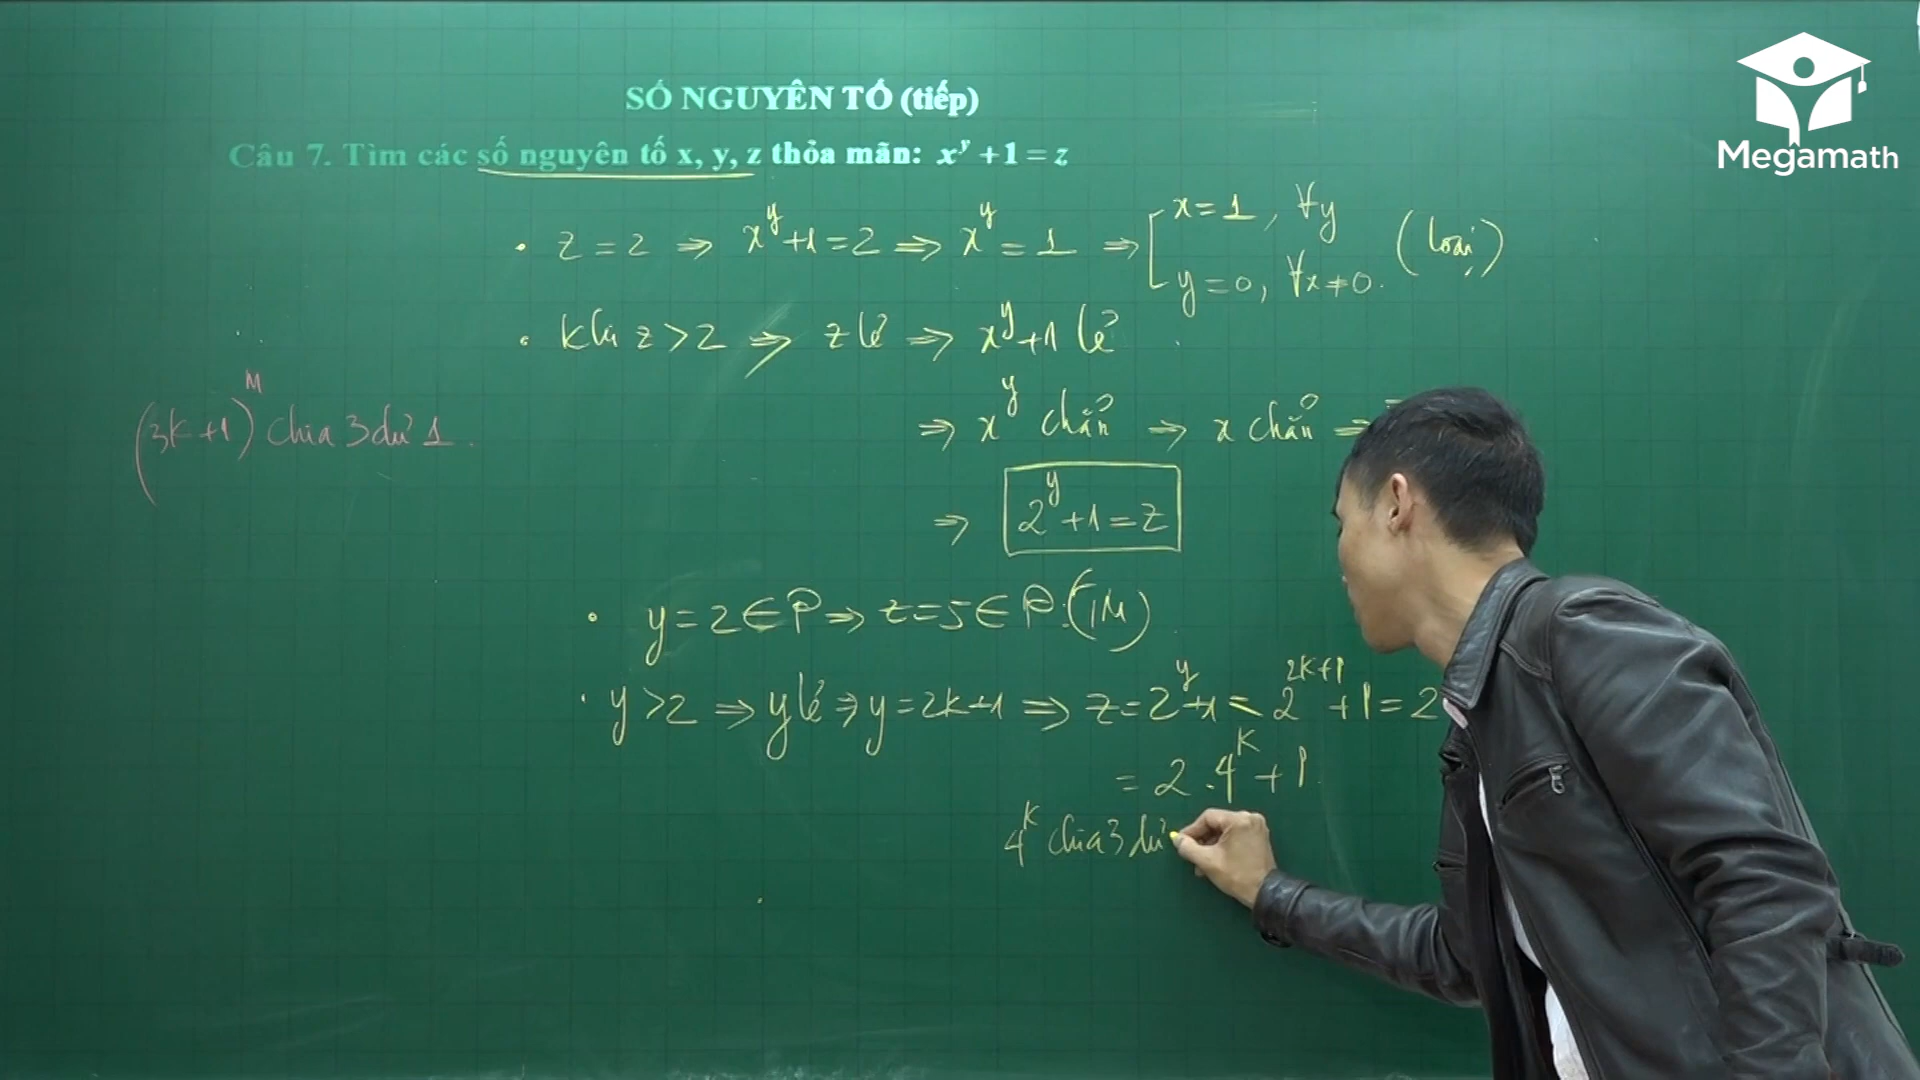 Megamath
SỐ NGUYÊN TỐ (tiếp)
Câu 7. Tìm các số nguyên tố x, y, z thỏa mãn: x^y + 1 = z
• z = 2 ⇒ x^y + 1 = 2 ⇒ x^y = 1 ⇒ [ x = 1, ∀y
y = 0, ∀x ≠ 0. (loại)
• khi z > 2 ⇒ z lẻ ⇒ x^y + 1 lẻ
(3k+1)^M chia 3 dư 1.
⇒ x^y chẵn ⇒ x chẵn ⇒
⇒ 2^y + 1 = z
• y = 2 ∈ P ⇒ z = 5 ∈ P. (TM)
• y > 2 ⇒ y lẻ ⇒ y = 2k+1 ⇒ z = 2^y + 1 = 2^{2k+1} + 1 = 2
= 2.4^k + 1
4^k chia 3 dư